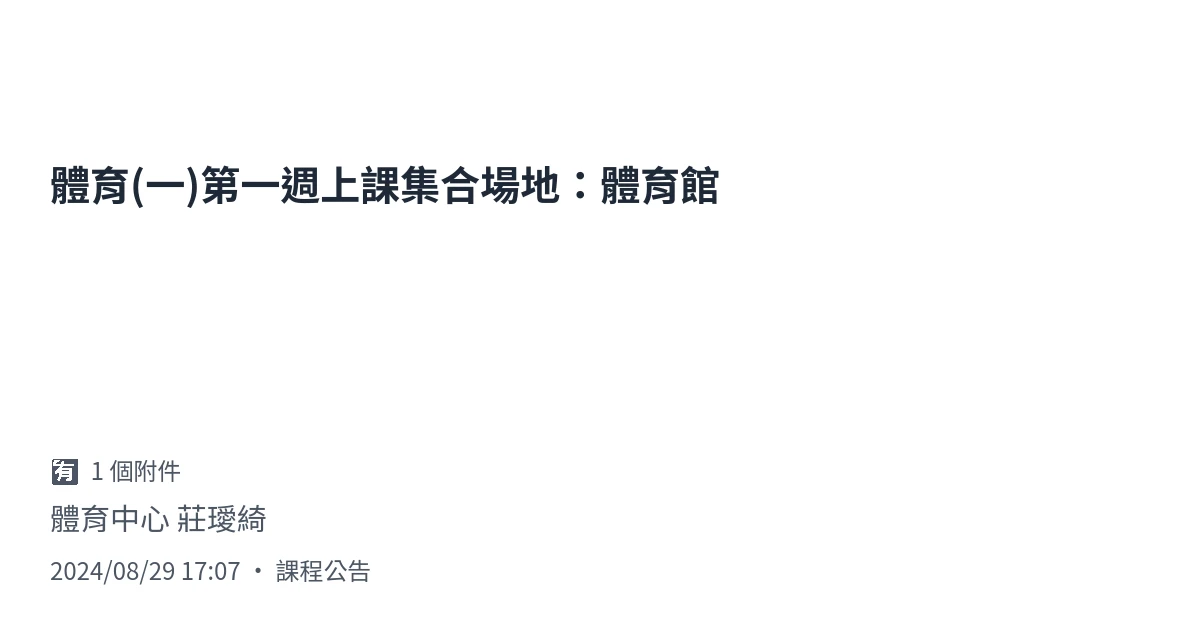 體育(一)第一週上課集合場地：體育館
有 1 個附件
體育中心 莊璦綺
2024/08/29 17:07 • 課程公告